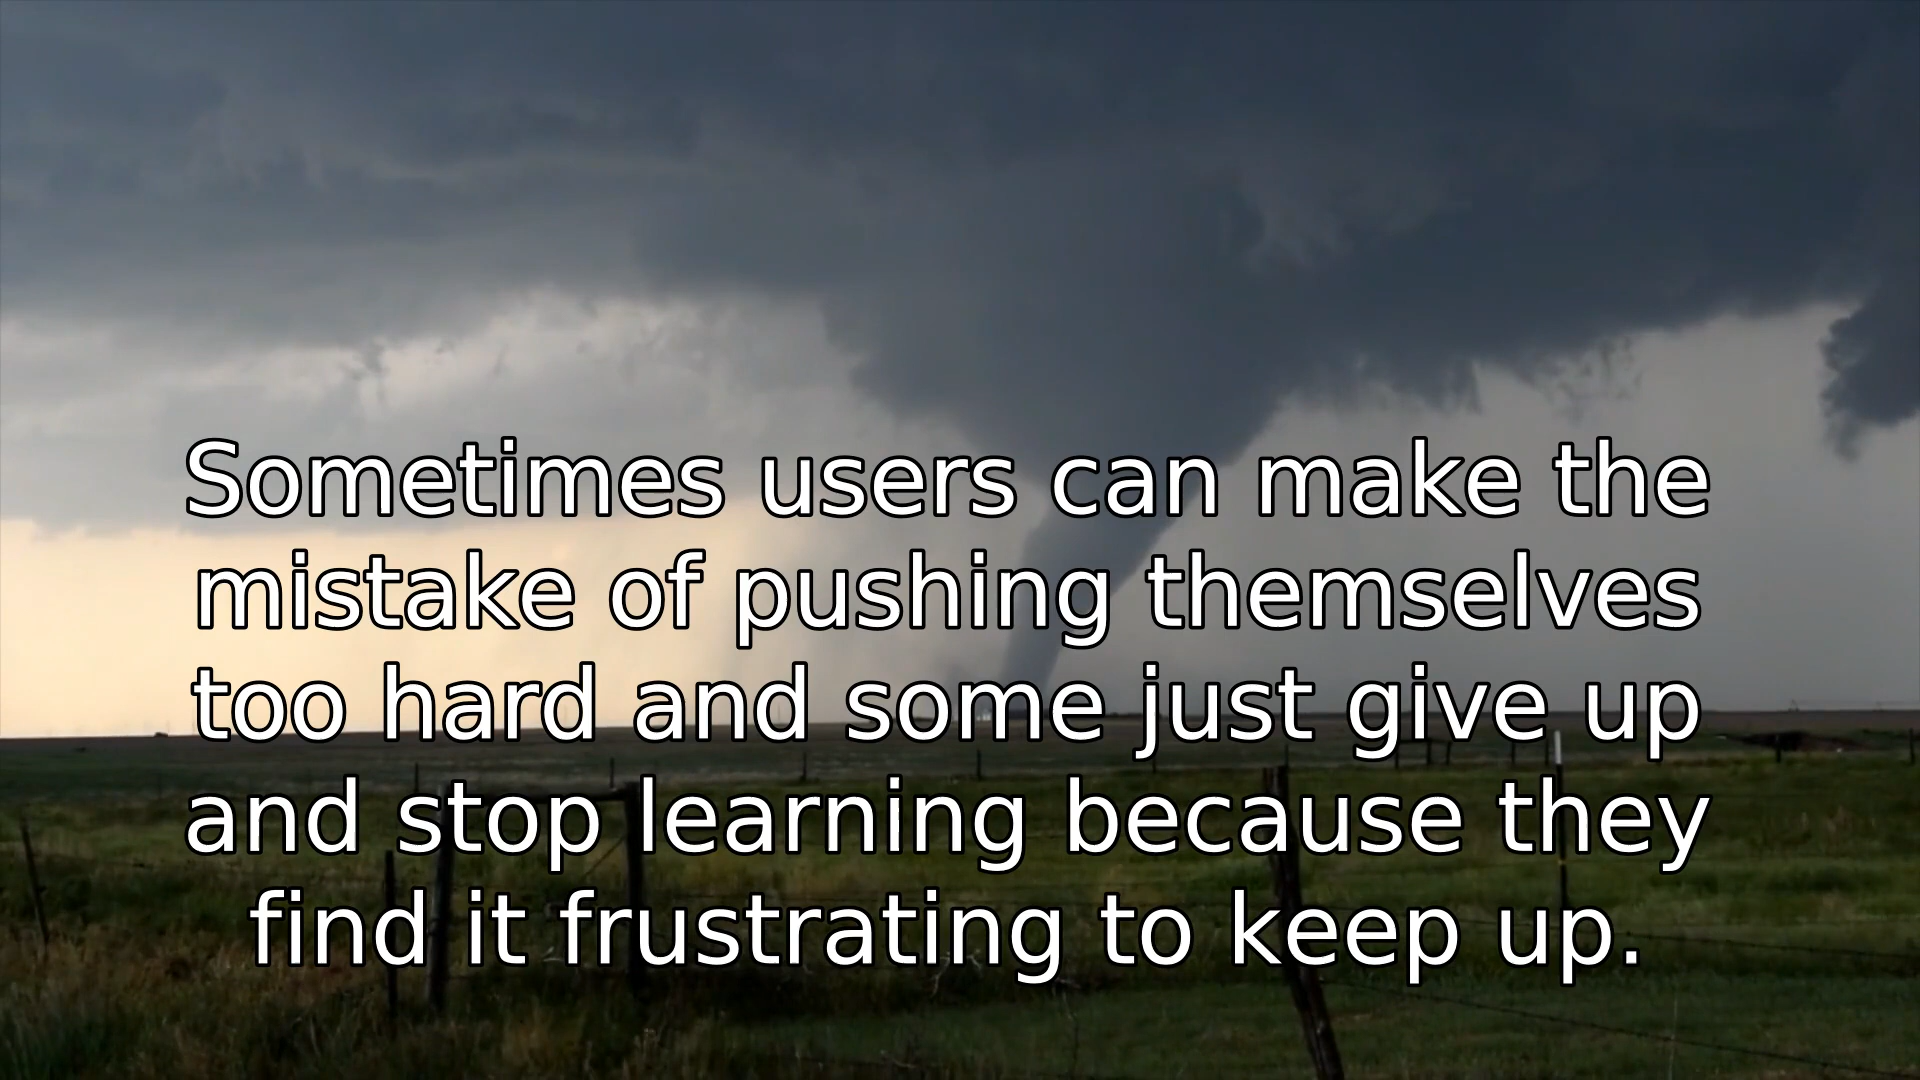 Sometimes users can make the
mistake of pushing themselves
too hard and some just give up
and stop learning because they
find it frustrating to keep up.